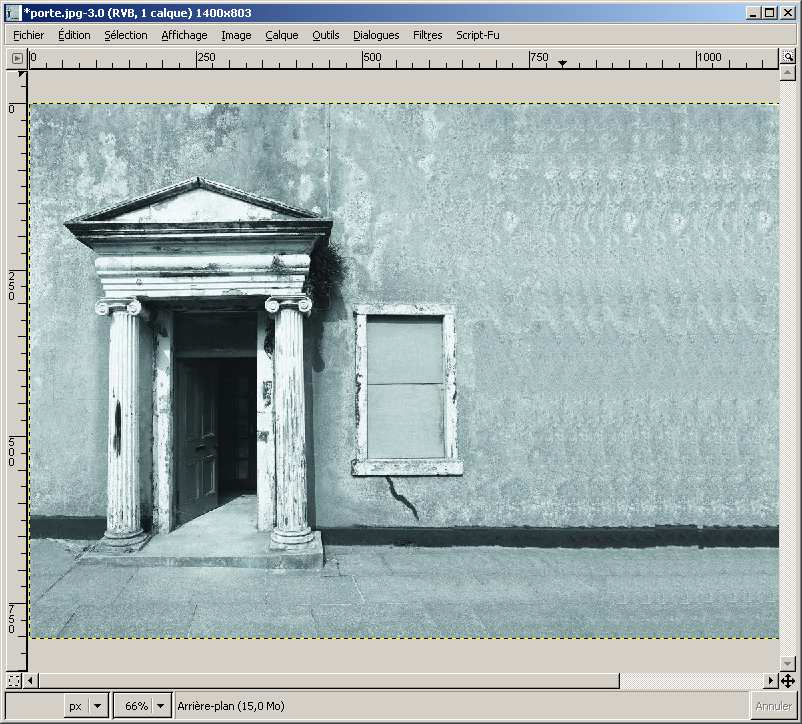 *porte.jpg-3.0 (RVB, 1 calque) 1400x803
Fichier Édition Sélection Affichage Image Calque Outils Dialogues Filtres Script-Fu
0 250 500 750 1000
0
250
500
750
px 66% Arrière-plan (15,0 Mo) Annuler